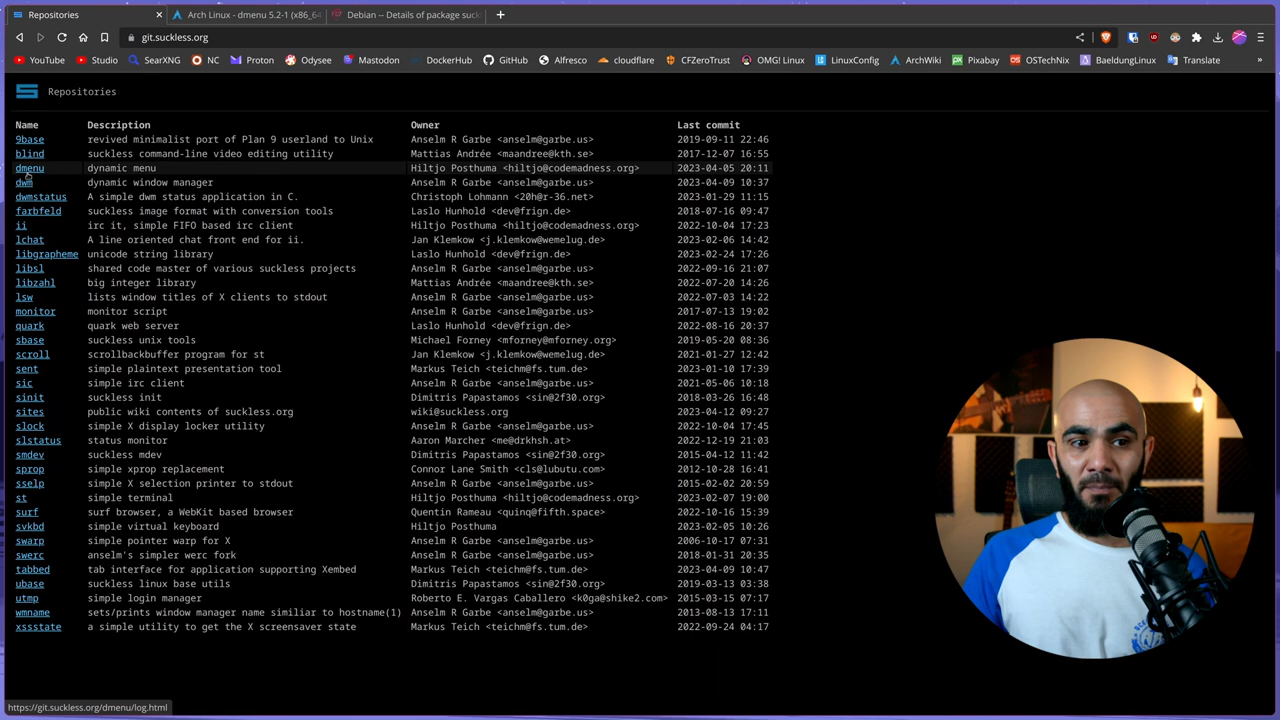 Repositories
Arch Linux - dmenu 5.2-1 (x86_64
Debian -- Details of package suck
git.suckless.org
YouTube
Studio
SearXNG
NC
Proton
Odysee
Mastodon
DockerHub
GitHub
Alfresco
cloudflare
CFZeroTrust
OMG! Linux
LinuxConfig
ArchWiki
Pixabay
OSTechNix
BaeldungLinux
Translate
»
Repositories
Name Description Owner Last commit
9base revived minimalist port of Plan 9 userland to Unix Anselm R Garbe <anselm@garbe.us> 2019-09-11 22:46
blind suckless command-line video editing utility Mattias Andrée <maandree@kth.se> 2017-12-07 16:55
dmenu dynamic menu Hiltjo Posthuma <hiltjo@codemadness.org> 2023-04-05 20:11
dwm dynamic window manager Anselm R Garbe <anselm@garbe.us> 2023-04-09 10:37
dwmstatus A simple dwm status application in C. Christoph Lohmann <20h@r-36.net> 2023-01-29 11:15
farbfeld suckless image format with conversion tools Laslo Hunhold <dev@frign.de> 2018-07-16 09:47
ii irc it, simple FIFO based irc client Hiltjo Posthuma <hiltjo@codemadness.org> 2022-10-04 17:23
lchat A line oriented chat front end for ii. Jan Klemkow <j.klemkow@wemelug.de> 2023-02-06 14:42
libgrapheme unicode string library Laslo Hunhold <dev@frign.de> 2023-02-24 17:26
libsl shared code master of various suckless projects Anselm R Garbe <anselm@garbe.us> 2022-09-16 21:07
libzahl big integer library Mattias Andrée <maandree@kth.se> 2022-07-20 14:26
lsw lists window titles of X clients to stdout Anselm R Garbe <anselm@garbe.us> 2022-07-03 14:22
monitor monitor script Anselm R Garbe <anselm@garbe.us> 2017-07-13 19:02
quark quark web server Laslo Hunhold <dev@frign.de> 2022-08-16 20:37
sbase suckless unix tools Michael Forney <mforney@mforney.org> 2019-05-20 08:36
scroll scrollbackbuffer program for st Jan Klemkow <j.klemkow@wemelug.de> 2021-01-27 12:42
sent simple plaintext presentation tool Markus Teich <teichm@fs.tum.de> 2023-01-10 17:39
sic simple irc client Anselm R Garbe <anselm@garbe.us> 2021-05-06 10:18
sinit suckless init Dimitris Papastamos <sin@2f30.org> 2018-03-26 16:48
sites public wiki contents of suckless.org wiki@suckless.org 2023-04-12 09:27
slock simple X display locker utility Anselm R Garbe <anselm@garbe.us> 2022-10-04 17:45
slstatus status monitor Aaron Marcher <me@drkhsh.at> 2022-12-19 21:03
smdev suckless mdev Dimitris Papastamos <sin@2f30.org> 2015-04-12 11:42
sprop simple xprop replacement Connor Lane Smith <cls@lubutu.com> 2012-10-28 16:41
sselp simple X selection printer to stdout Anselm R Garbe <anselm@garbe.us> 2015-02-02 20:59
st simple terminal Hiltjo Posthuma <hiltjo@codemadness.org> 2023-02-07 19:00
surf surf browser, a WebKit based browser Quentin Rameau <quinq@fifth.space> 2022-10-16 15:39
svkbd simple virtual keyboard Hiltjo Posthuma 2023-02-05 10:26
swarp simple pointer warp for X Anselm R Garbe <anselm@garbe.us> 2006-10-17 07:31
swerc anselm's simpler werc fork Anselm R Garbe <anselm@garbe.us> 2018-01-31 20:35
tabbed tab interface for application supporting Xembed 2023-04-09 10:47
ubase suckless linux base utils Dimitris Papastamos <sin@2f30.org> 2019-03-13 03:38
utmp simple login manager Roberto E. Vargas Caballero <k0ga@shike2.com> 2015-03-15 07:17
wmname sets/prints window manager name similiar to hostname(1) Anselm R Garbe <anselm@garbe.us> 2013-08-13 17:11
xssstate a simple utility to get the X screensaver state Markus Teich <teichm@fs.tum.de> 2022-09-24 04:17
https://git.suckless.org/dmenu/log.html